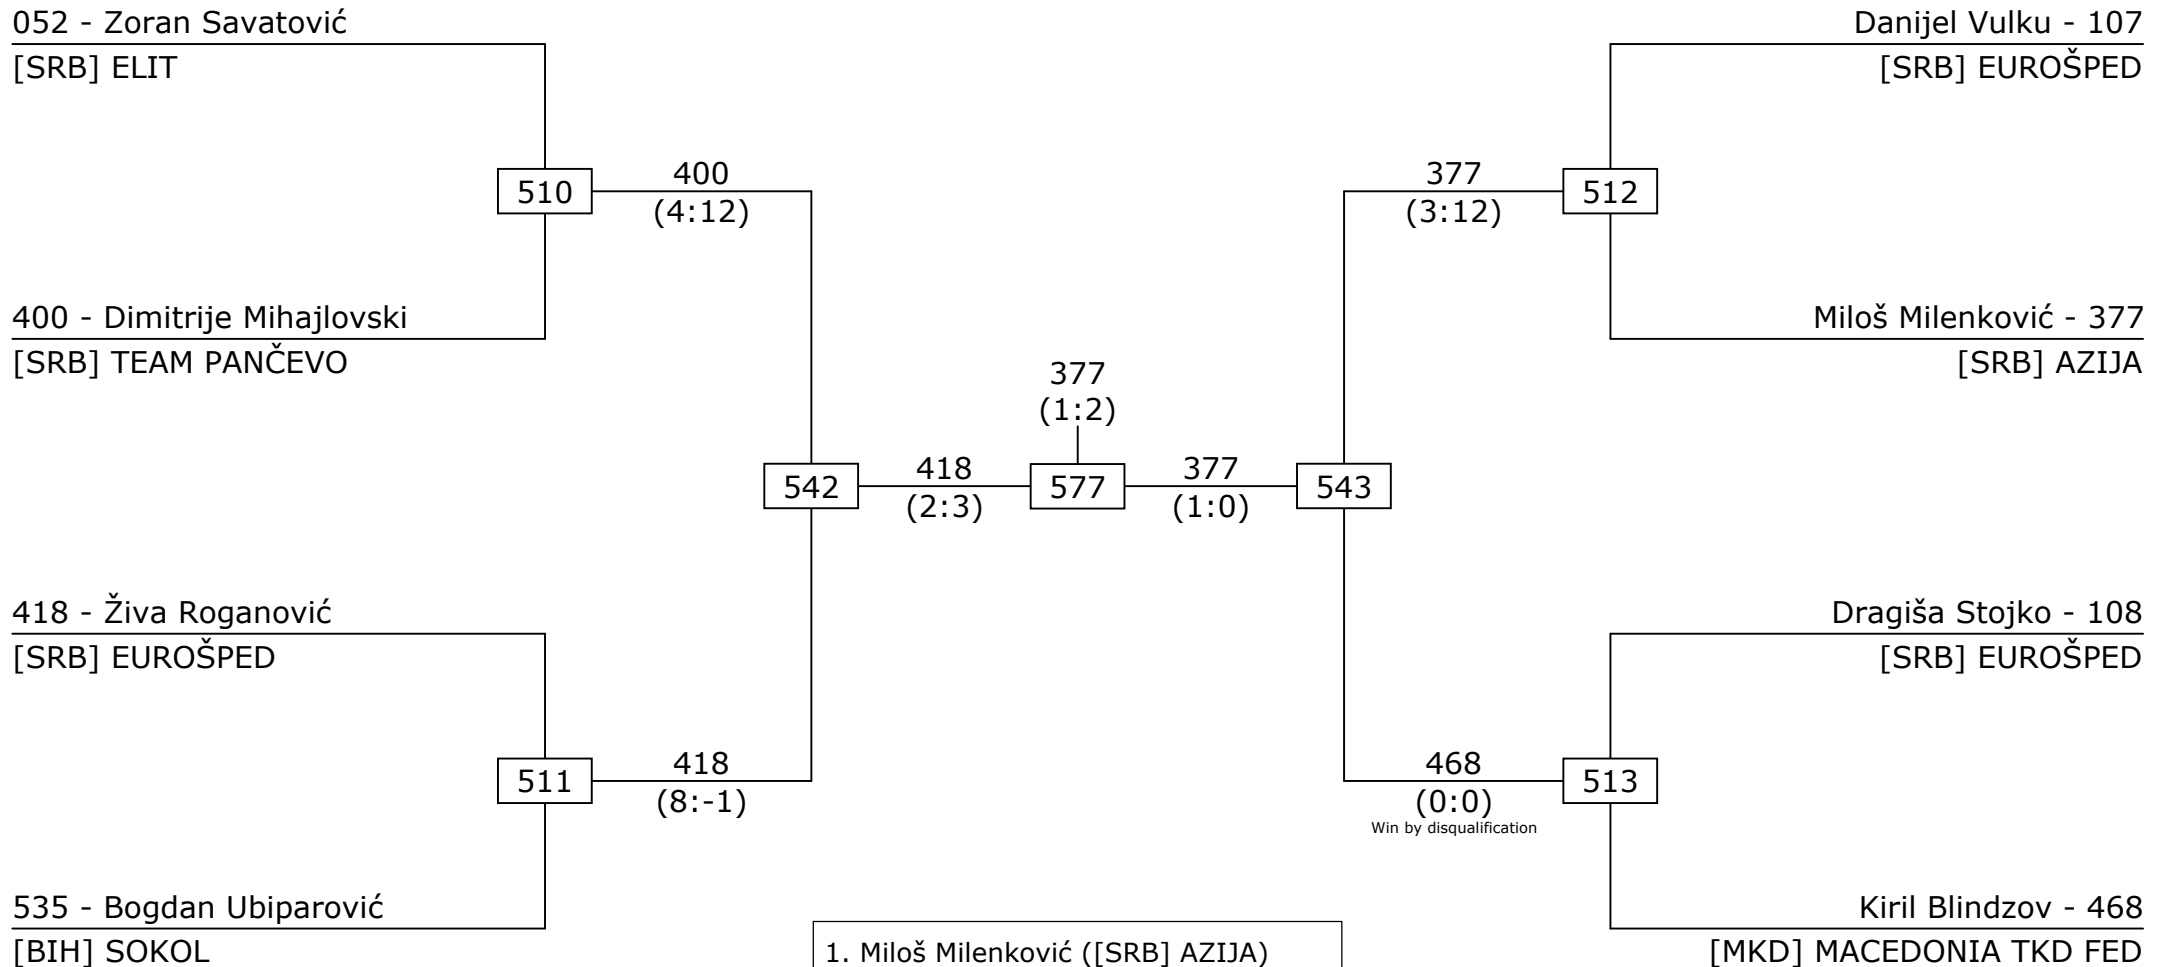 052 - Zoran Savatović
[SRB] ELIT
Danijel Vulku - 107
[SRB] EUROŠPED
510
400
(4:12)
377
(3:12)
512
400 - Dimitrije Mihajlovski
[SRB] TEAM PANČEVO
Miloš Milenković - 377
[SRB] AZIJA
377
(1:2)
542
418
(2:3)
577
377
(1:0)
543
418 - Živa Roganović
[SRB] EUROŠPED
Dragiša Stojko - 108
[SRB] EUROŠPED
511
418
(8:-1)
468
(0:0)
Win by disqualification
513
535 - Bogdan Ubiparović
[BIH] SOKOL
Kiril Blindzov - 468
[MKD] MACEDONIA TKD FED
1. Miloš Milenković ([SRB] AZIJA)